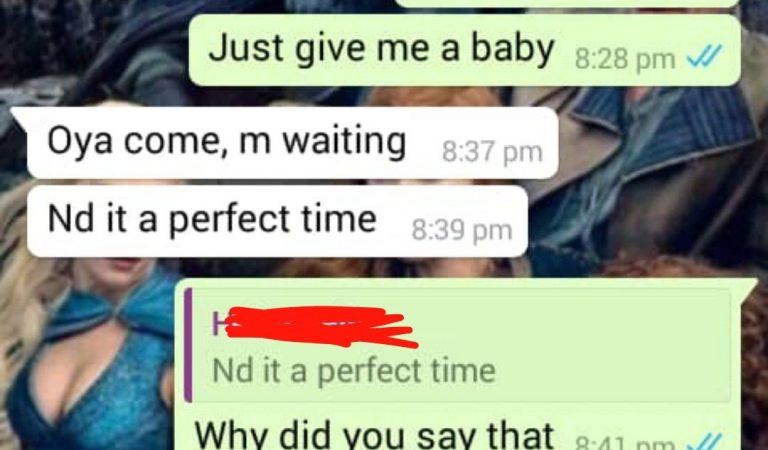 Just give me a baby 8:28 pm
Oya come, m waiting 8:37 pm
Nd it a perfect time 8:39 pm
Nd it a perfect time
Why did you say that 8:41 pm